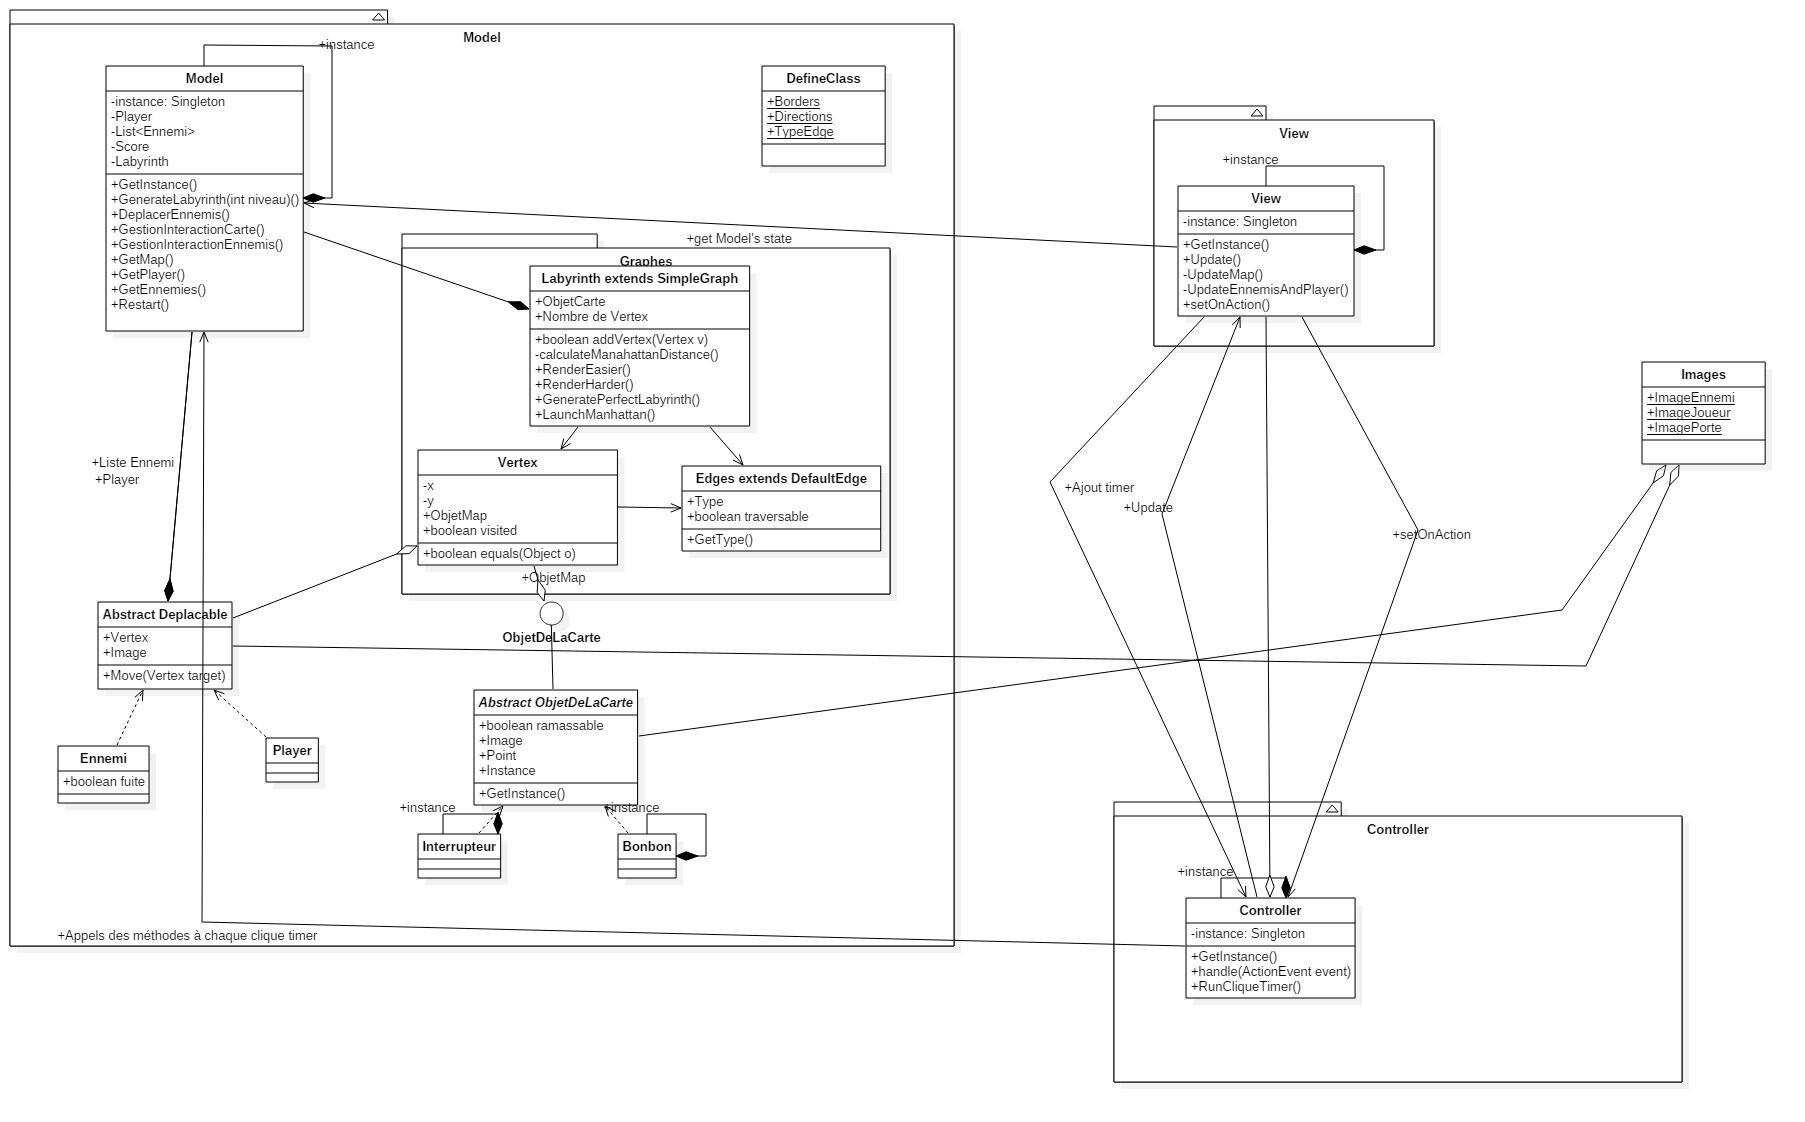 Model
+instance
Model
-instance: Singleton
-Player
-List<Ennemi>
-Score
-Labyrinth
+GetInstance()
+GenerateLabyrinth(int niveau)()
+DeplacerEnnemis()
+GestionInteractionCarte()
+GestionInteractionEnnemis()
+GetMap()
+GetPlayer()
+GetEnnemies()
+Restart()
DefineClass
+Borders
+Directions
+TypeEdge
+get Model's state
Graphes
Labyrinth extends SimpleGraph
+ObjetCarte
+Nombre de Vertex
+boolean addVertex(Vertex v)
-calculateManahattanDistance()
+RenderEasier()
+RenderHarder()
+GeneratePerfectLabyrinth()
+LaunchManhattan()
Vertex
-x
-y
+ObjetMap
+boolean visited
+boolean equals(Object o)
Edges extends DefaultEdge
+Type
+boolean traversable
+GetType()
+Liste Ennemi
+Player
+ObjetMap
ObjetDeLaCarte
Abstract Deplacable
+Vertex
+Image
+Move(Vertex target)
Ennemi
+boolean fuite
Player
Abstract ObjetDeLaCarte
+boolean ramassable
+Image
+Point
+Instance
+GetInstance()
+instance
+instance
Interrupteur
Bonbon
+Appels des méthodes à chaque clique timer
View
+instance
View
-instance: Singleton
+GetInstance()
+Update()
-UpdateMap()
-UpdateEnnemisAndPlayer()
+setOnAction()
Images
+ImageEnnemi
+ImageJoueur
+ImagePorte
+Ajout timer
+Update
+setOnAction
Controller
+instance
Controller
-instance: Singleton
+GetInstance()
+handle(ActionEvent event)
+RunCliqueTimer()